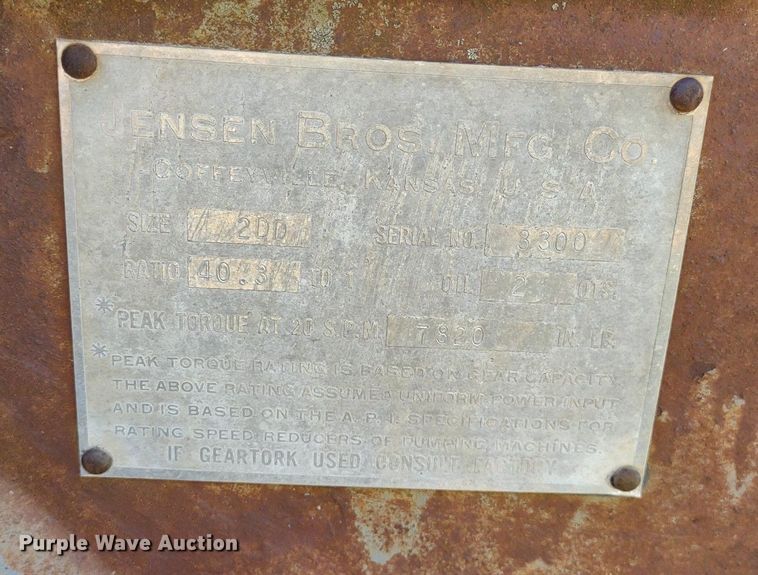 JENSEN BROS. MFG. CO.
COFFEYVILLE, KANSAS, U.S.A.
SIZE 2DD SERIAL NO. 3300
RATIO 40.3 TO 1 OIL 2 QTS.
*PEAK TORQUE AT 20 S.P.M. 7820 IN. LB.
*PEAK TORQUE RATING IS BASED ON GEAR CAPACITY
THE ABOVE RATING ASSUME A UNIFORM POWER INPUT
AND IS BASED ON THE A.P.I. SPECIFICATIONS FOR
RATING SPEED REDUCERS OF PUMPING MACHINES.
IF GEARTORK USED CONSULT FACTORY
Purple Wave Auction